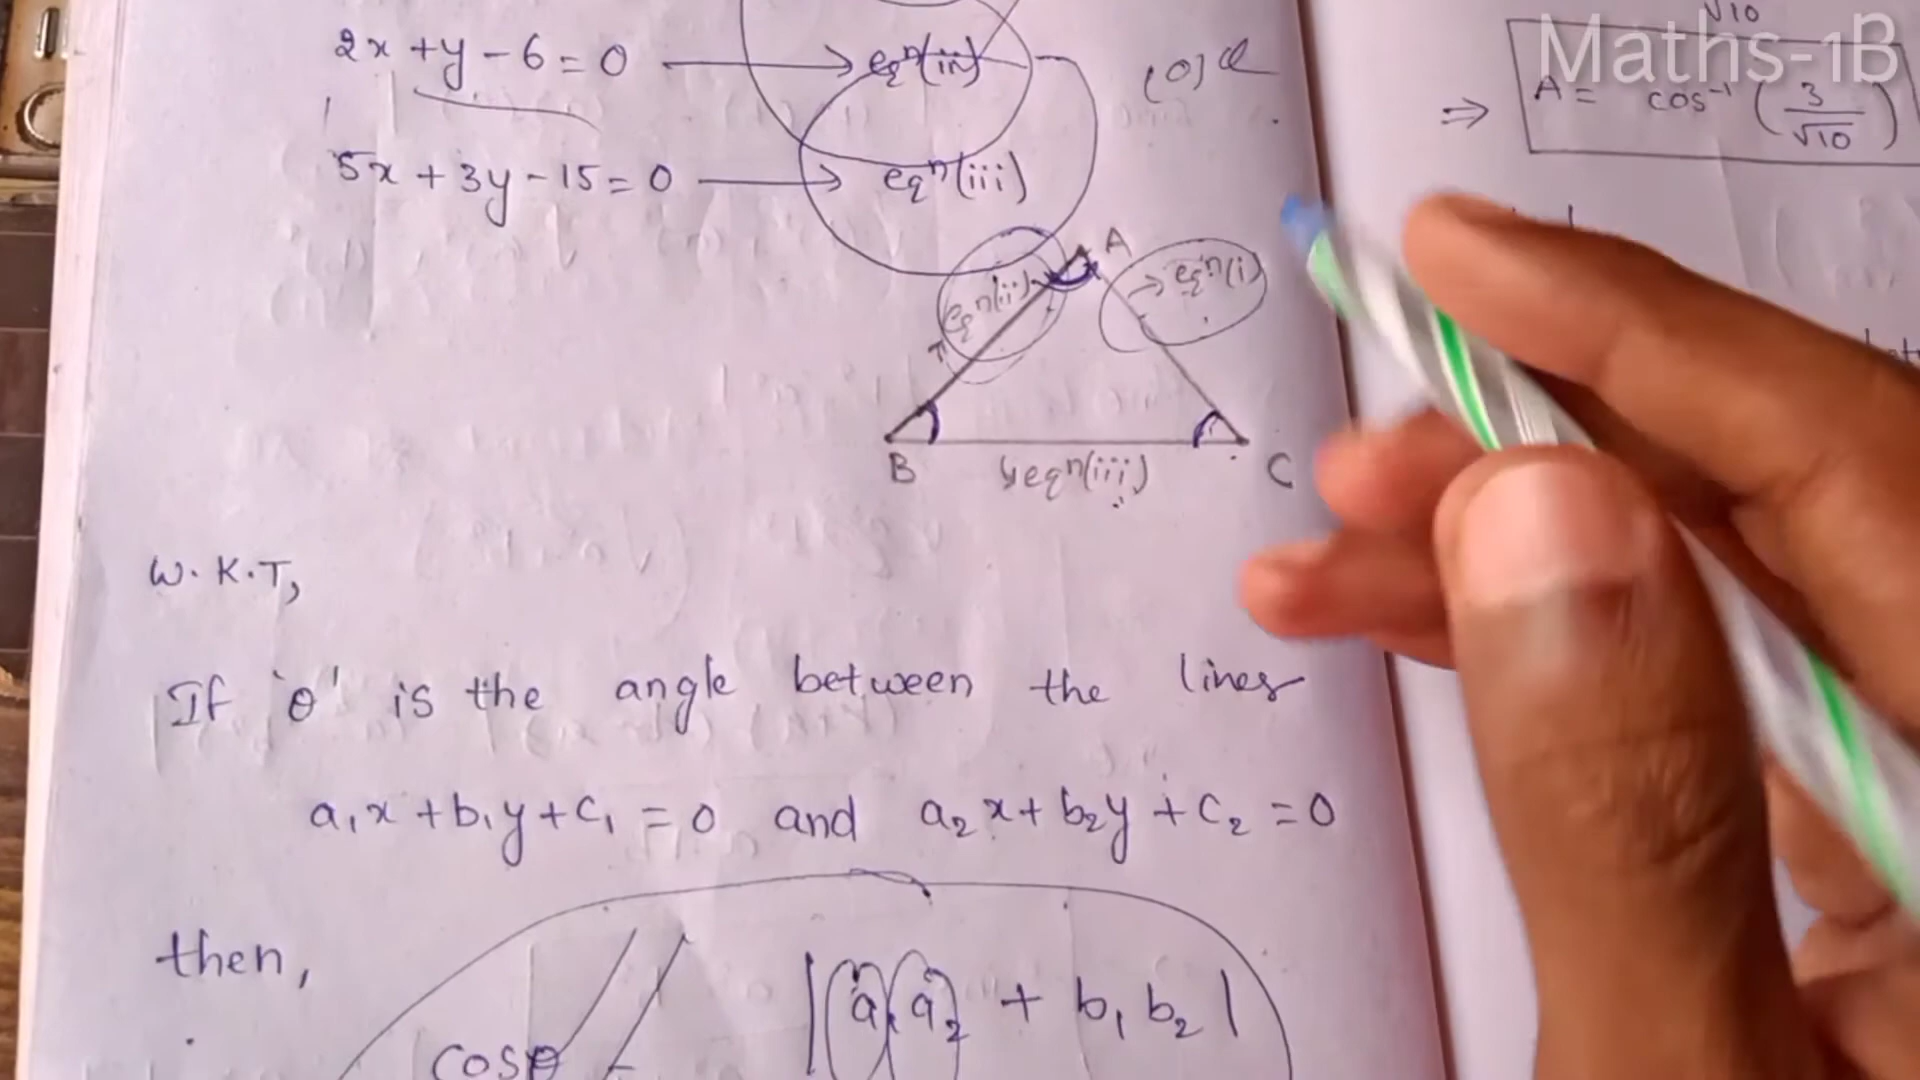 2x + y - 6 = 0 → eqⁿ(ii)
5x + 3y - 15 = 0 → eqⁿ(iii)
A
eqⁿ(ii)
→ eqⁿ(i)
B
↳eqⁿ(iii)
C
W.K.T,
If 'θ' is the angle between the lines
a₁x + b₁y + c₁ = 0 and a₂x + b₂y + c₂ = 0
then,
|a₁a₂ + b₁b₂|
cosθ =
√10
Maths-1B
⇒ A = cos⁻¹ (3/√10)